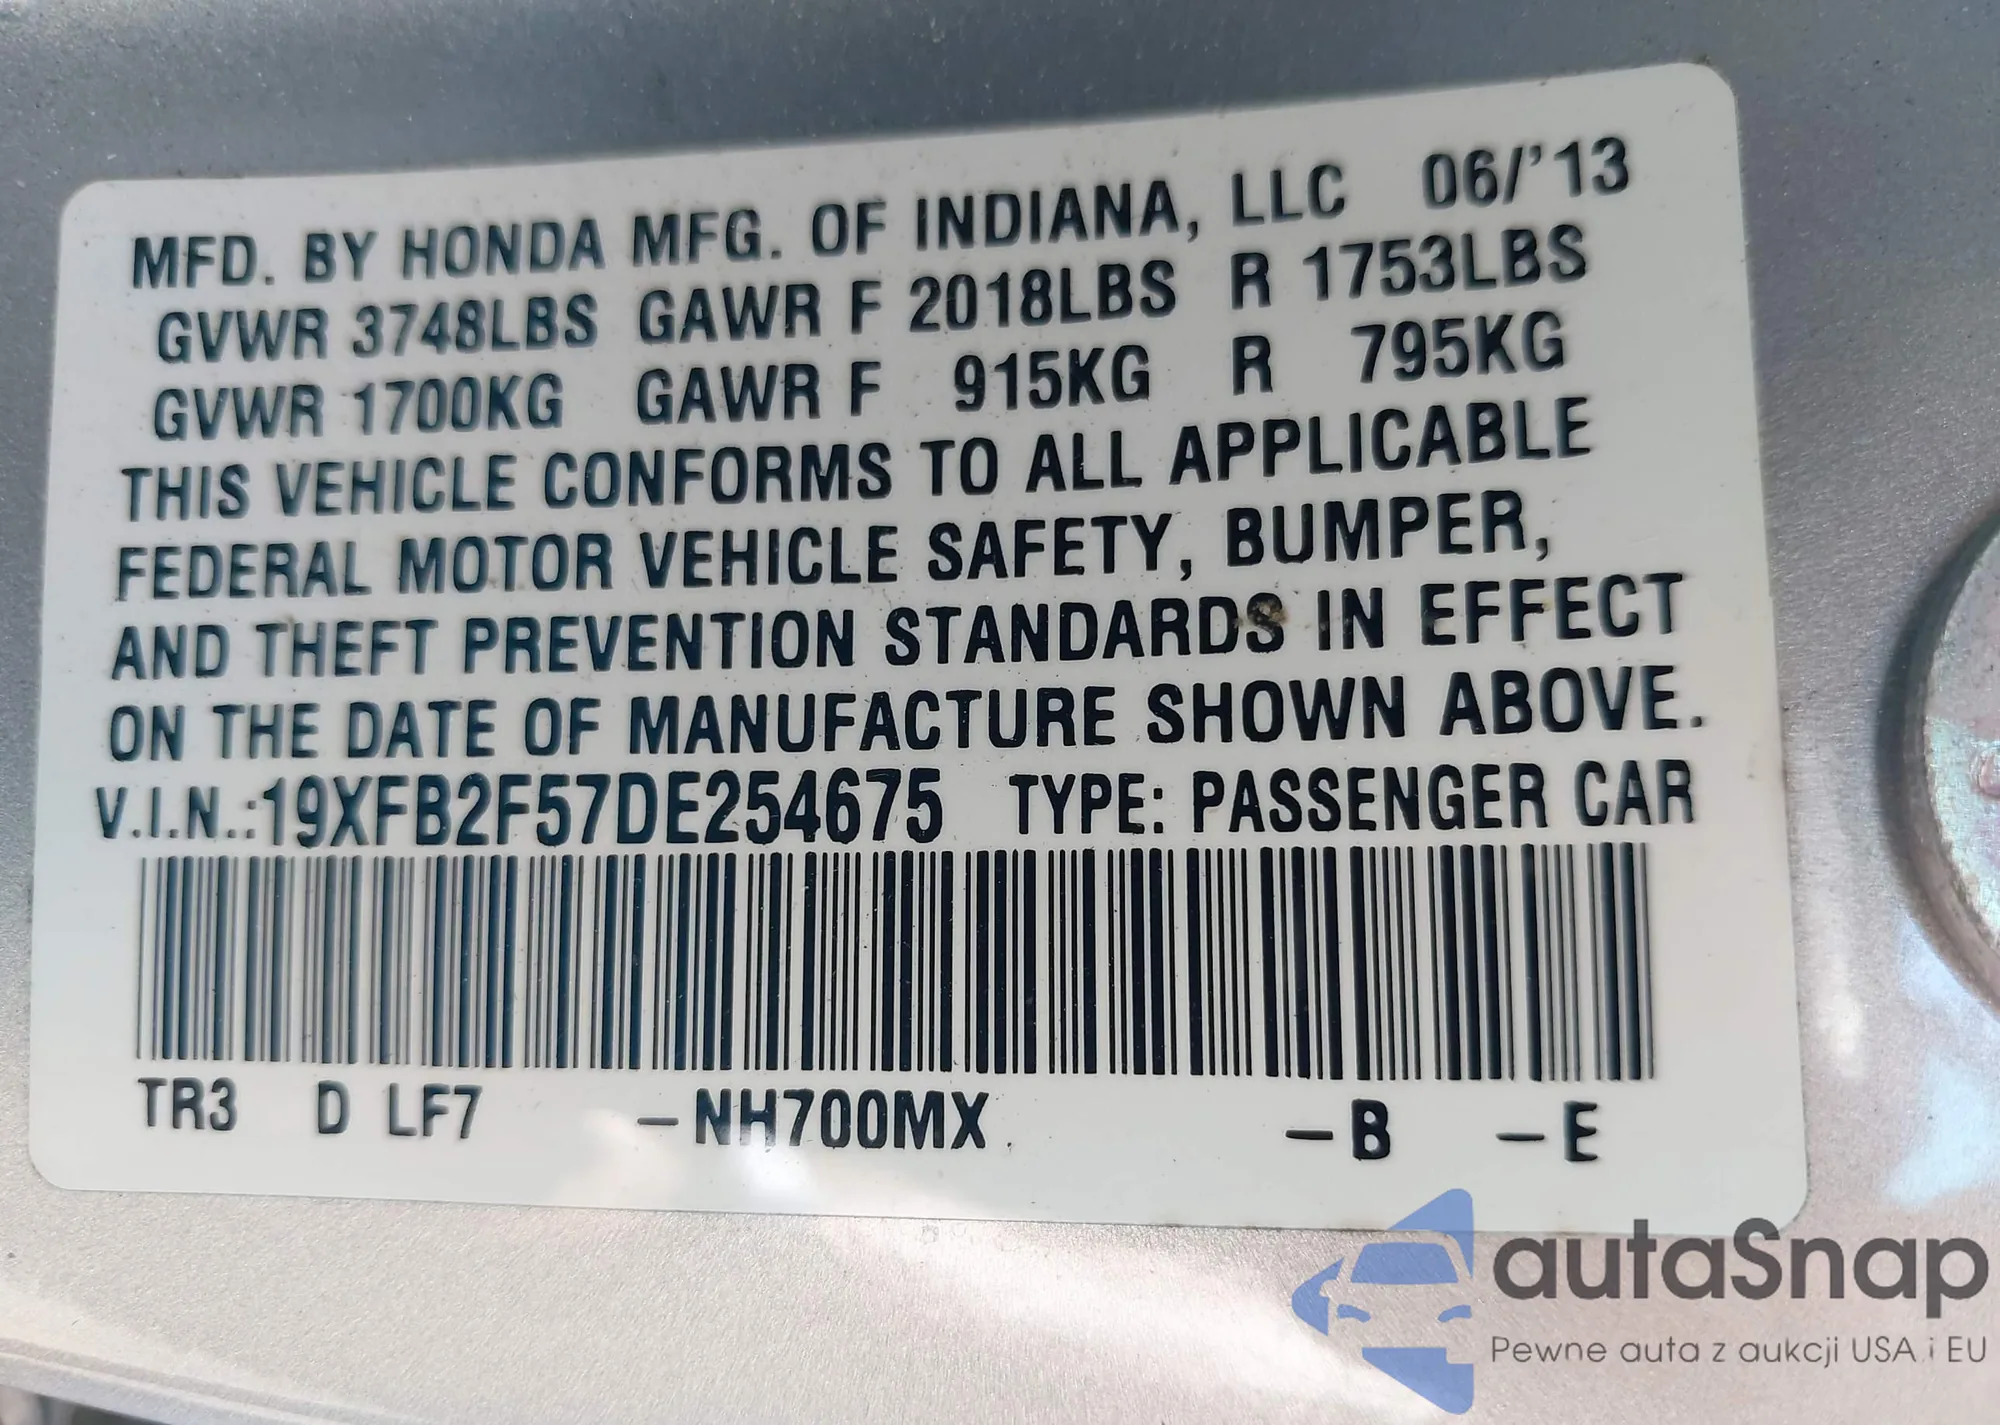 MFD. BY HONDA MFG. OF INDIANA, LLC 06/'13
GVWR 3748LBS GAWR F 2018LBS R 1753LBS
GVWR 1700KG GAWR F 915KG R 795KG
THIS VEHICLE CONFORMS TO ALL APPLICABLE
FEDERAL MOTOR VEHICLE SAFETY, BUMPER,
AND THEFT PREVENTION STANDARDS IN EFFECT
ON THE DATE OF MANUFACTURE SHOWN ABOVE.
V.I.N.:19XFB2F57DE254675 TYPE: PASSENGER CAR
TR3 D LF7 –NH700MX –B –E
autaSnap
Pewne auta z aukcji USA i EU